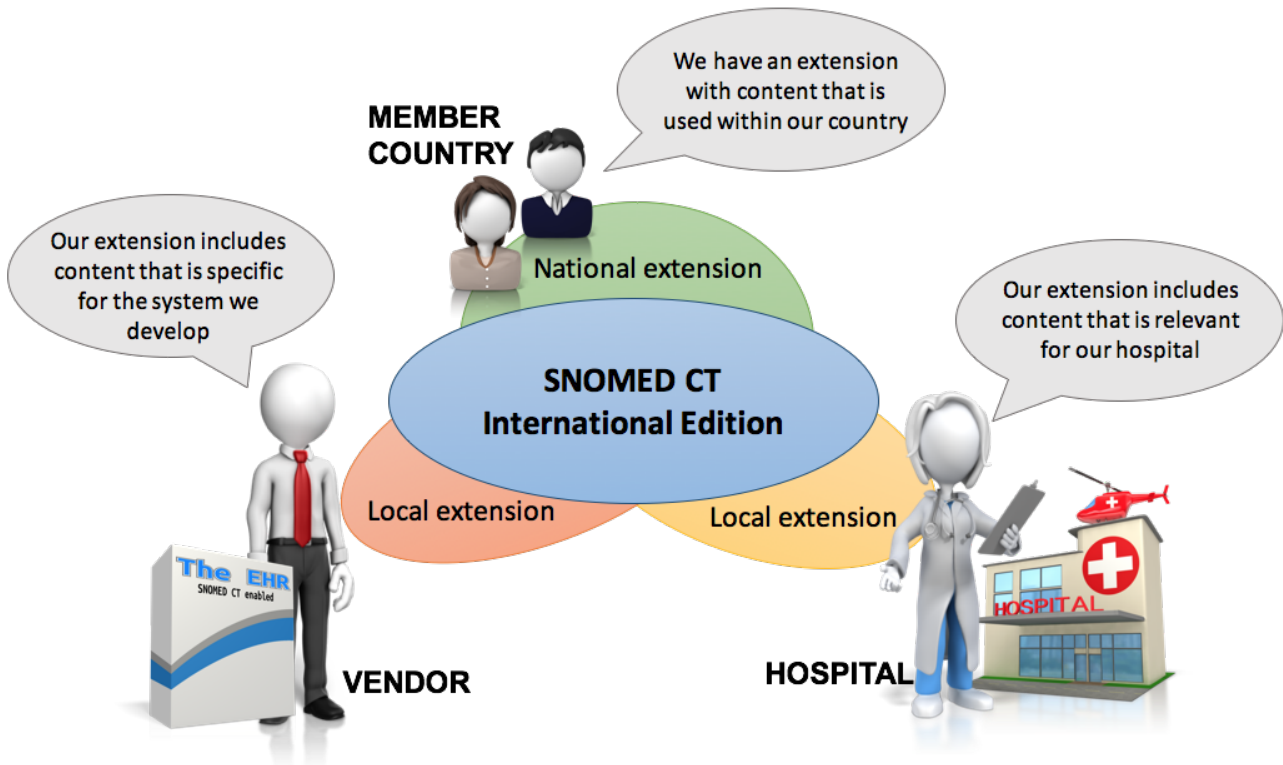 We have an extension
with content that is
used within our country
MEMBER
COUNTRY
Our extension includes
content that is specific
for the system we
develop
National extension
Our extension includes
content that is relevant
for our hospital
SNOMED CT
International Edition
Local extension
Local extension
The EHR
SNOMED CT enabled
HOSPITAL
VENDOR
HOSPITAL